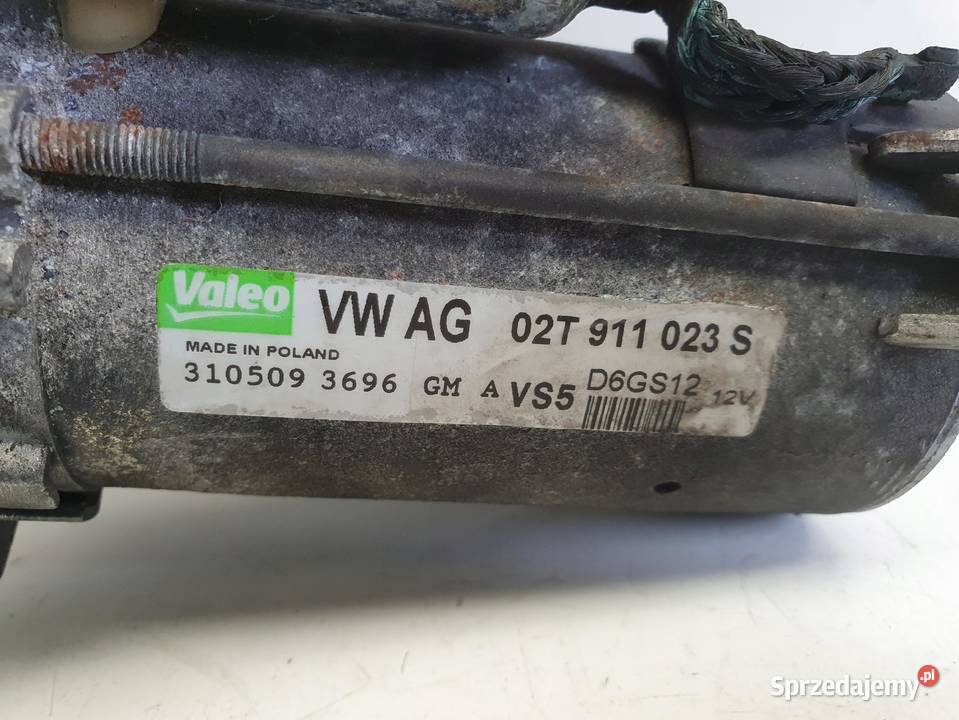 Valeo VW AG 02T 911 023 S
MADE IN POLAND
310509 3696 GM A VS5 D6GS12 12V
Sprzedajemy.pl